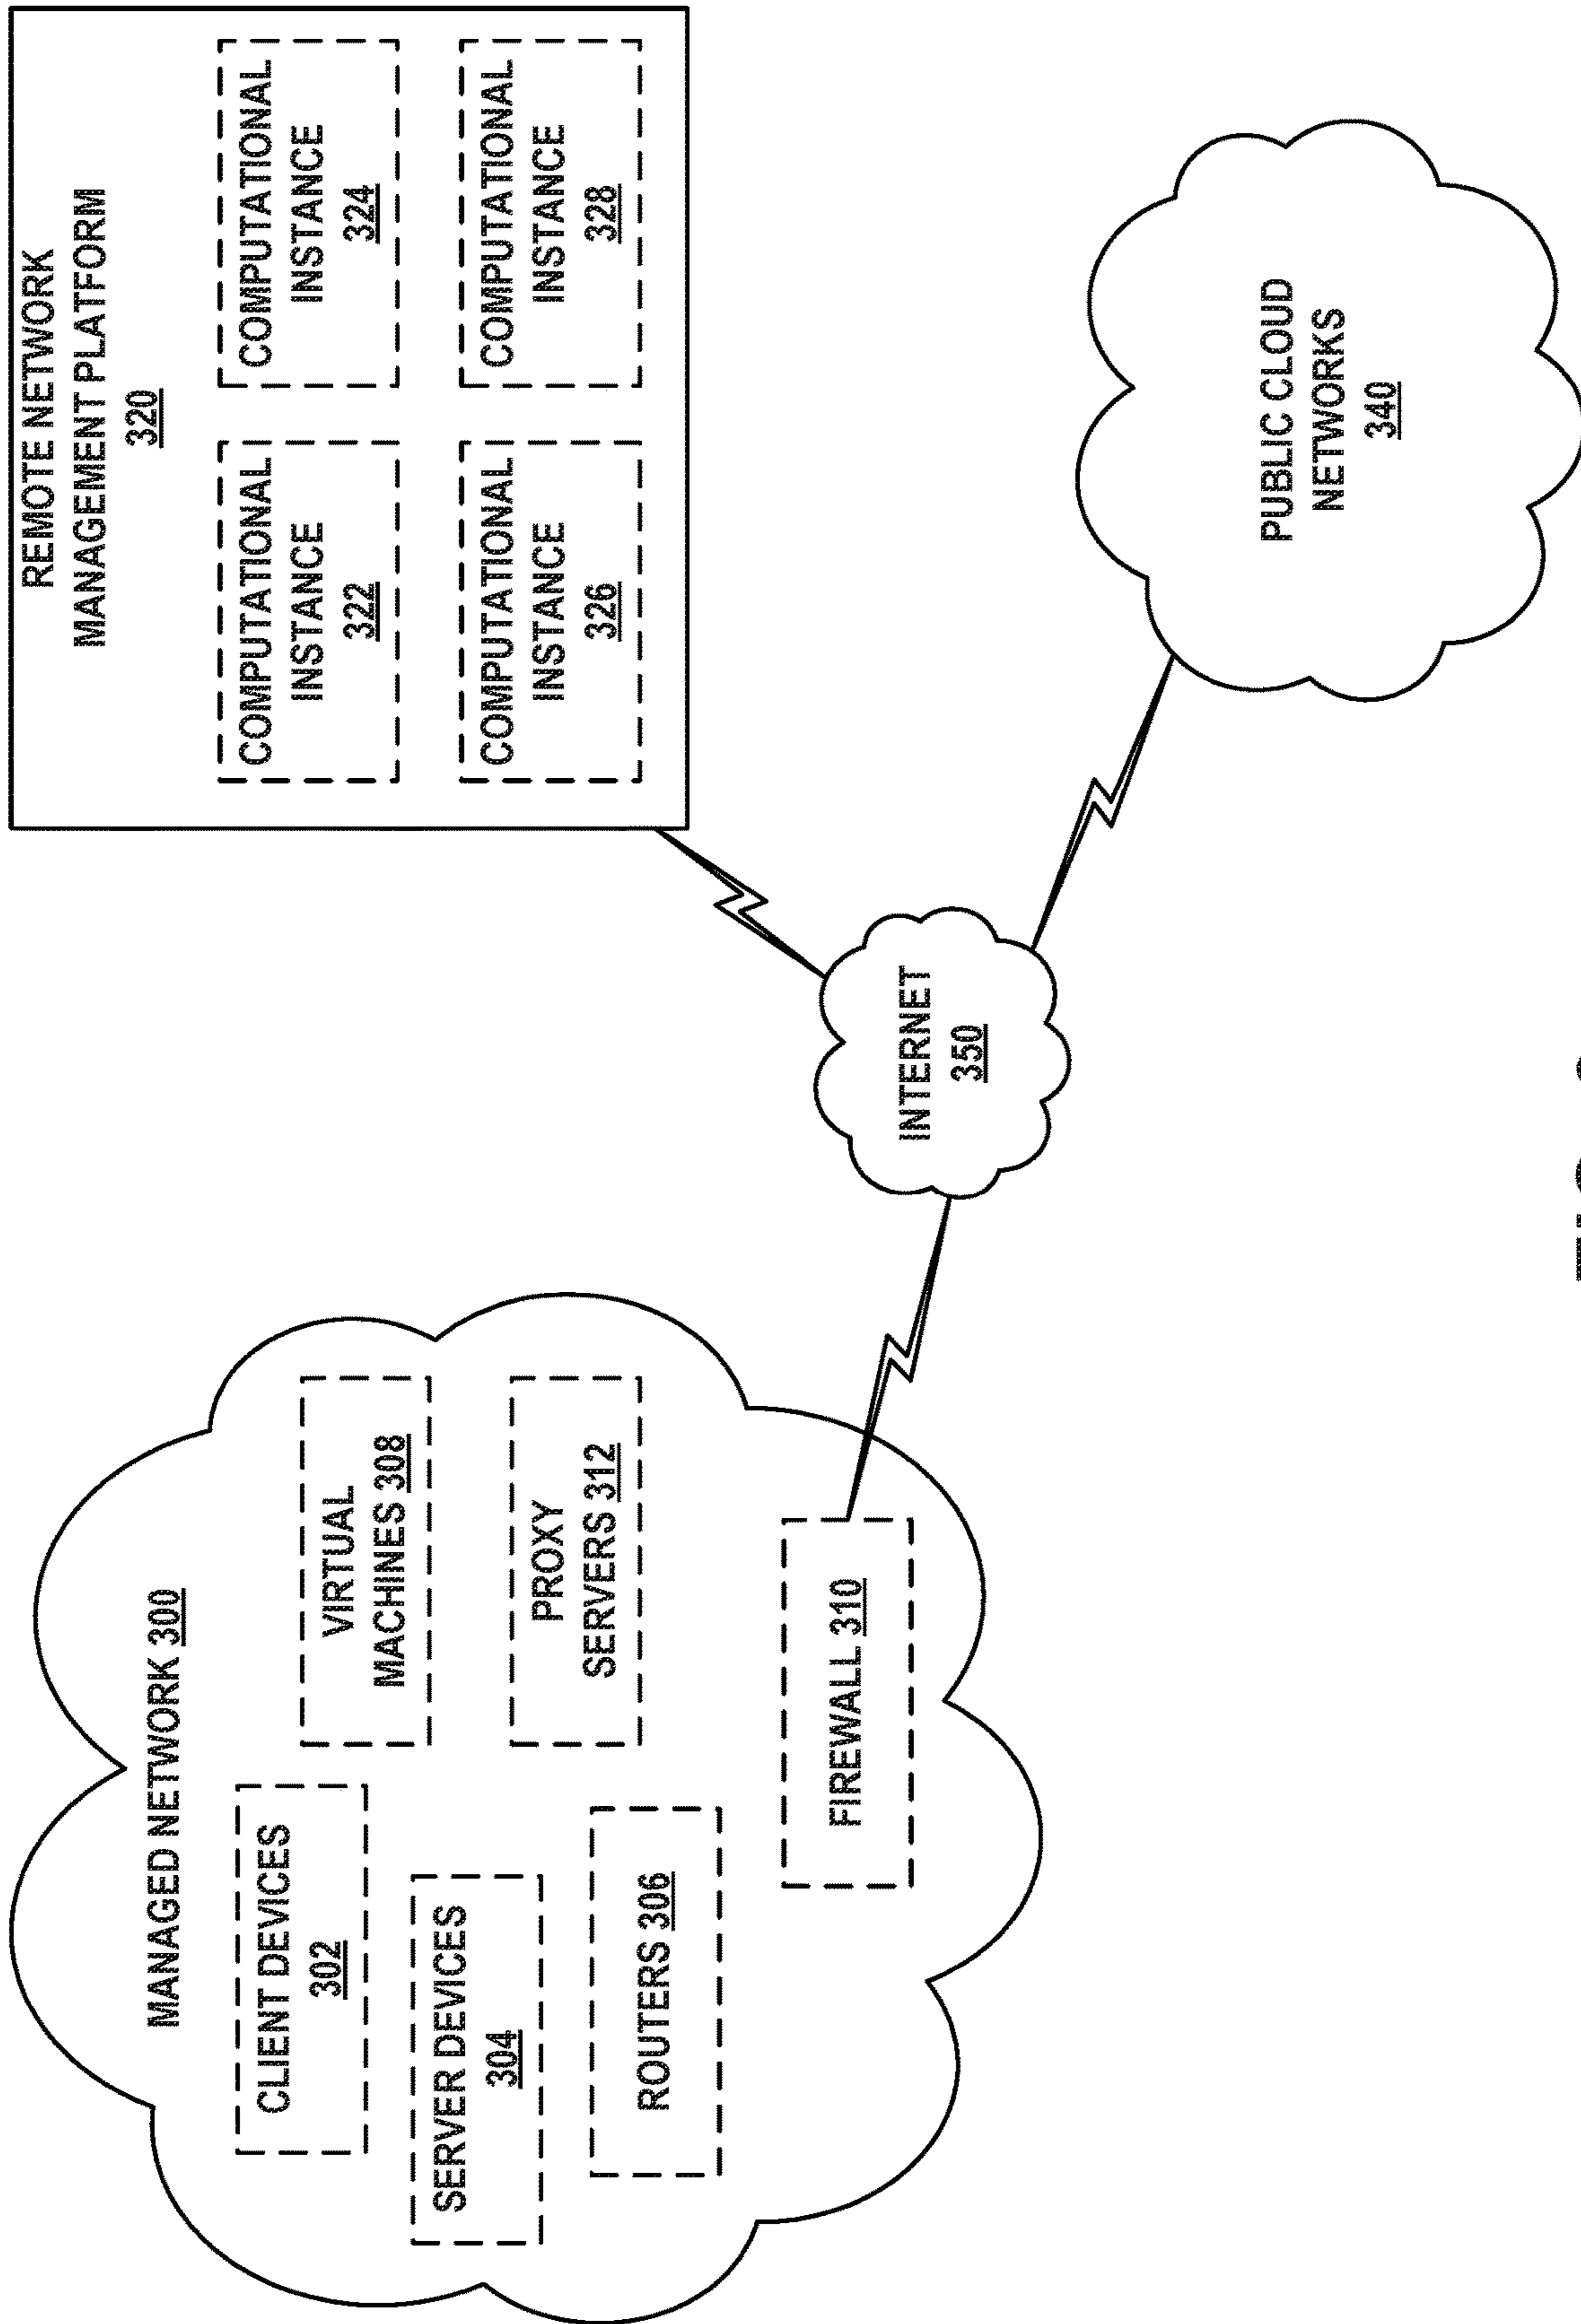 MANAGED NETWORK 300
CLIENT DEVICES
302
SERVER DEVICES
304
ROUTERS 306
VIRTUAL
MACHINES 308
PROXY
SERVERS 312
FIREWALL 310
INTERNET
350
REMOTE NETWORK
MANAGEMENT PLATFORM
320
COMPUTATIONAL
INSTANCE
322
COMPUTATIONAL
INSTANCE
324
COMPUTATIONAL
INSTANCE
326
COMPUTATIONAL
INSTANCE
328
PUBLIC CLOUD
NETWORKS
340